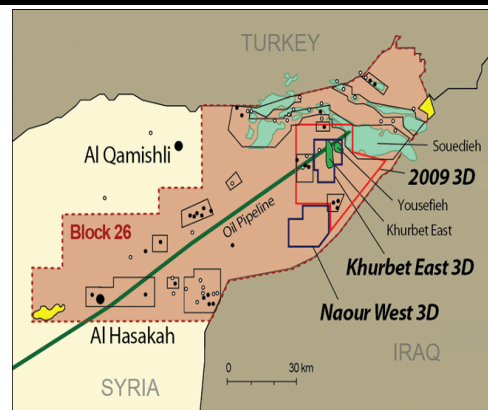 TURKEY
Al Qamishli
Souedieh
2009 3D
Yousefieh
Khurbet East
Block 26
Oil Pipeline
Khurbet East 3D
Naour West 3D
Al Hasakah
IRAQ
0 30 km
SYRIA